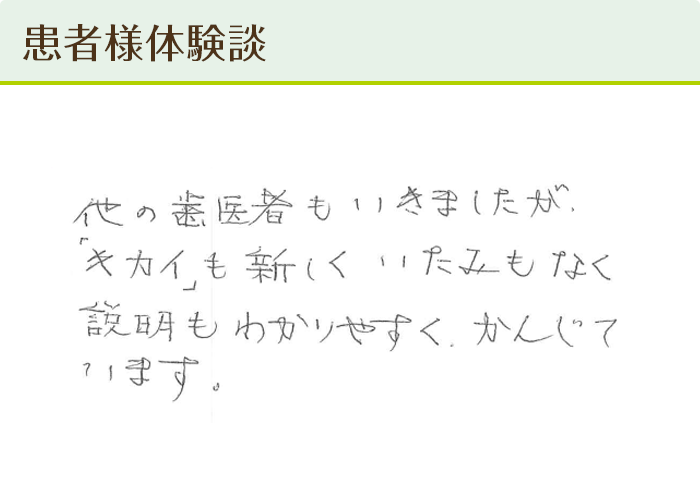 患者様体験談
他の歯医者もいきましたが、
「キカイ」も新しくいたみもなく
説明もわかりやすく、かんじて
います。